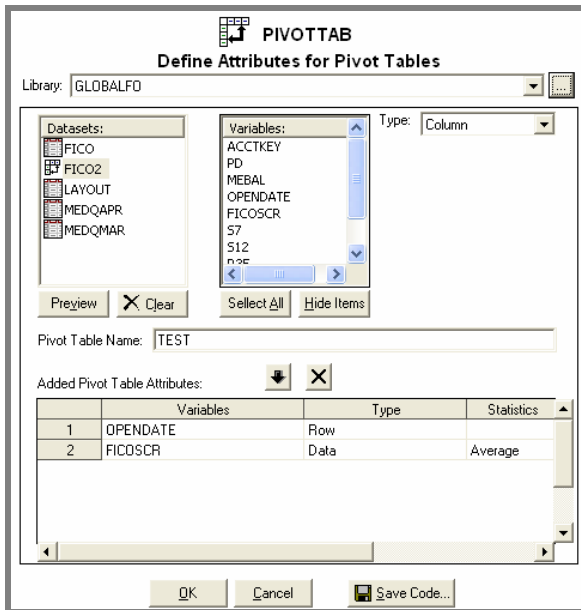 PIVOTTAB
Define Attributes for Pivot Tables
Library: GLOBALFO ...
Datasets: Variables: Type: Column
FICO
FICO2
LAYOUT
MEDQAPR
MEDQMAR
ACCTKEY
PD
MEBAL
OPENDATE
FICOSCR
S7
S12
Preview Clear Sellect All Hide Items
Pivot Table Name: TEST
Added Pivot Table Attributes:
Variables Type Statistics
1 OPENDATE Row
2 FICOSCR Data Average
OK Cancel Save Code...